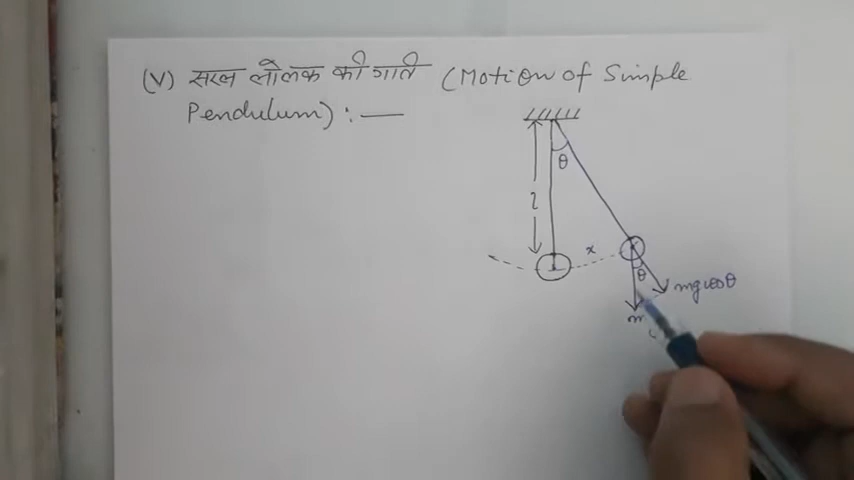 (V) सरल लोलक की गति (Motion of Simple
Pendulum) : —
θ
l
x
θ
mg cosθ
m